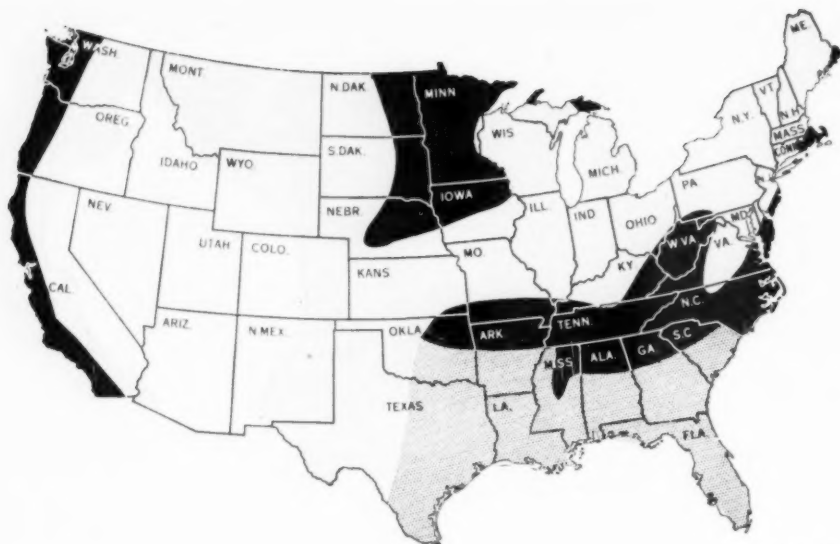 WASH.
MONT.
N.DAK
MINN
ME.
OREG.
IDAHO
WYO.
S.DAK.
WIS
MICH.
N.Y.
VT.
N.H.
MASS
CONN.
NEBR.
IOWA
ILL.
IND
OHIO
PA
N.J.
MD.
NEV.
UTAH
COLO.
KANS
MO.
KY.
W.VA
VA.
CAL.
ARIZ.
N.MEX.
OKLA.
ARK.
TENN.
N.C.
S.C.
TEXAS
LA.
MISS
ALA.
GA.
FLA.